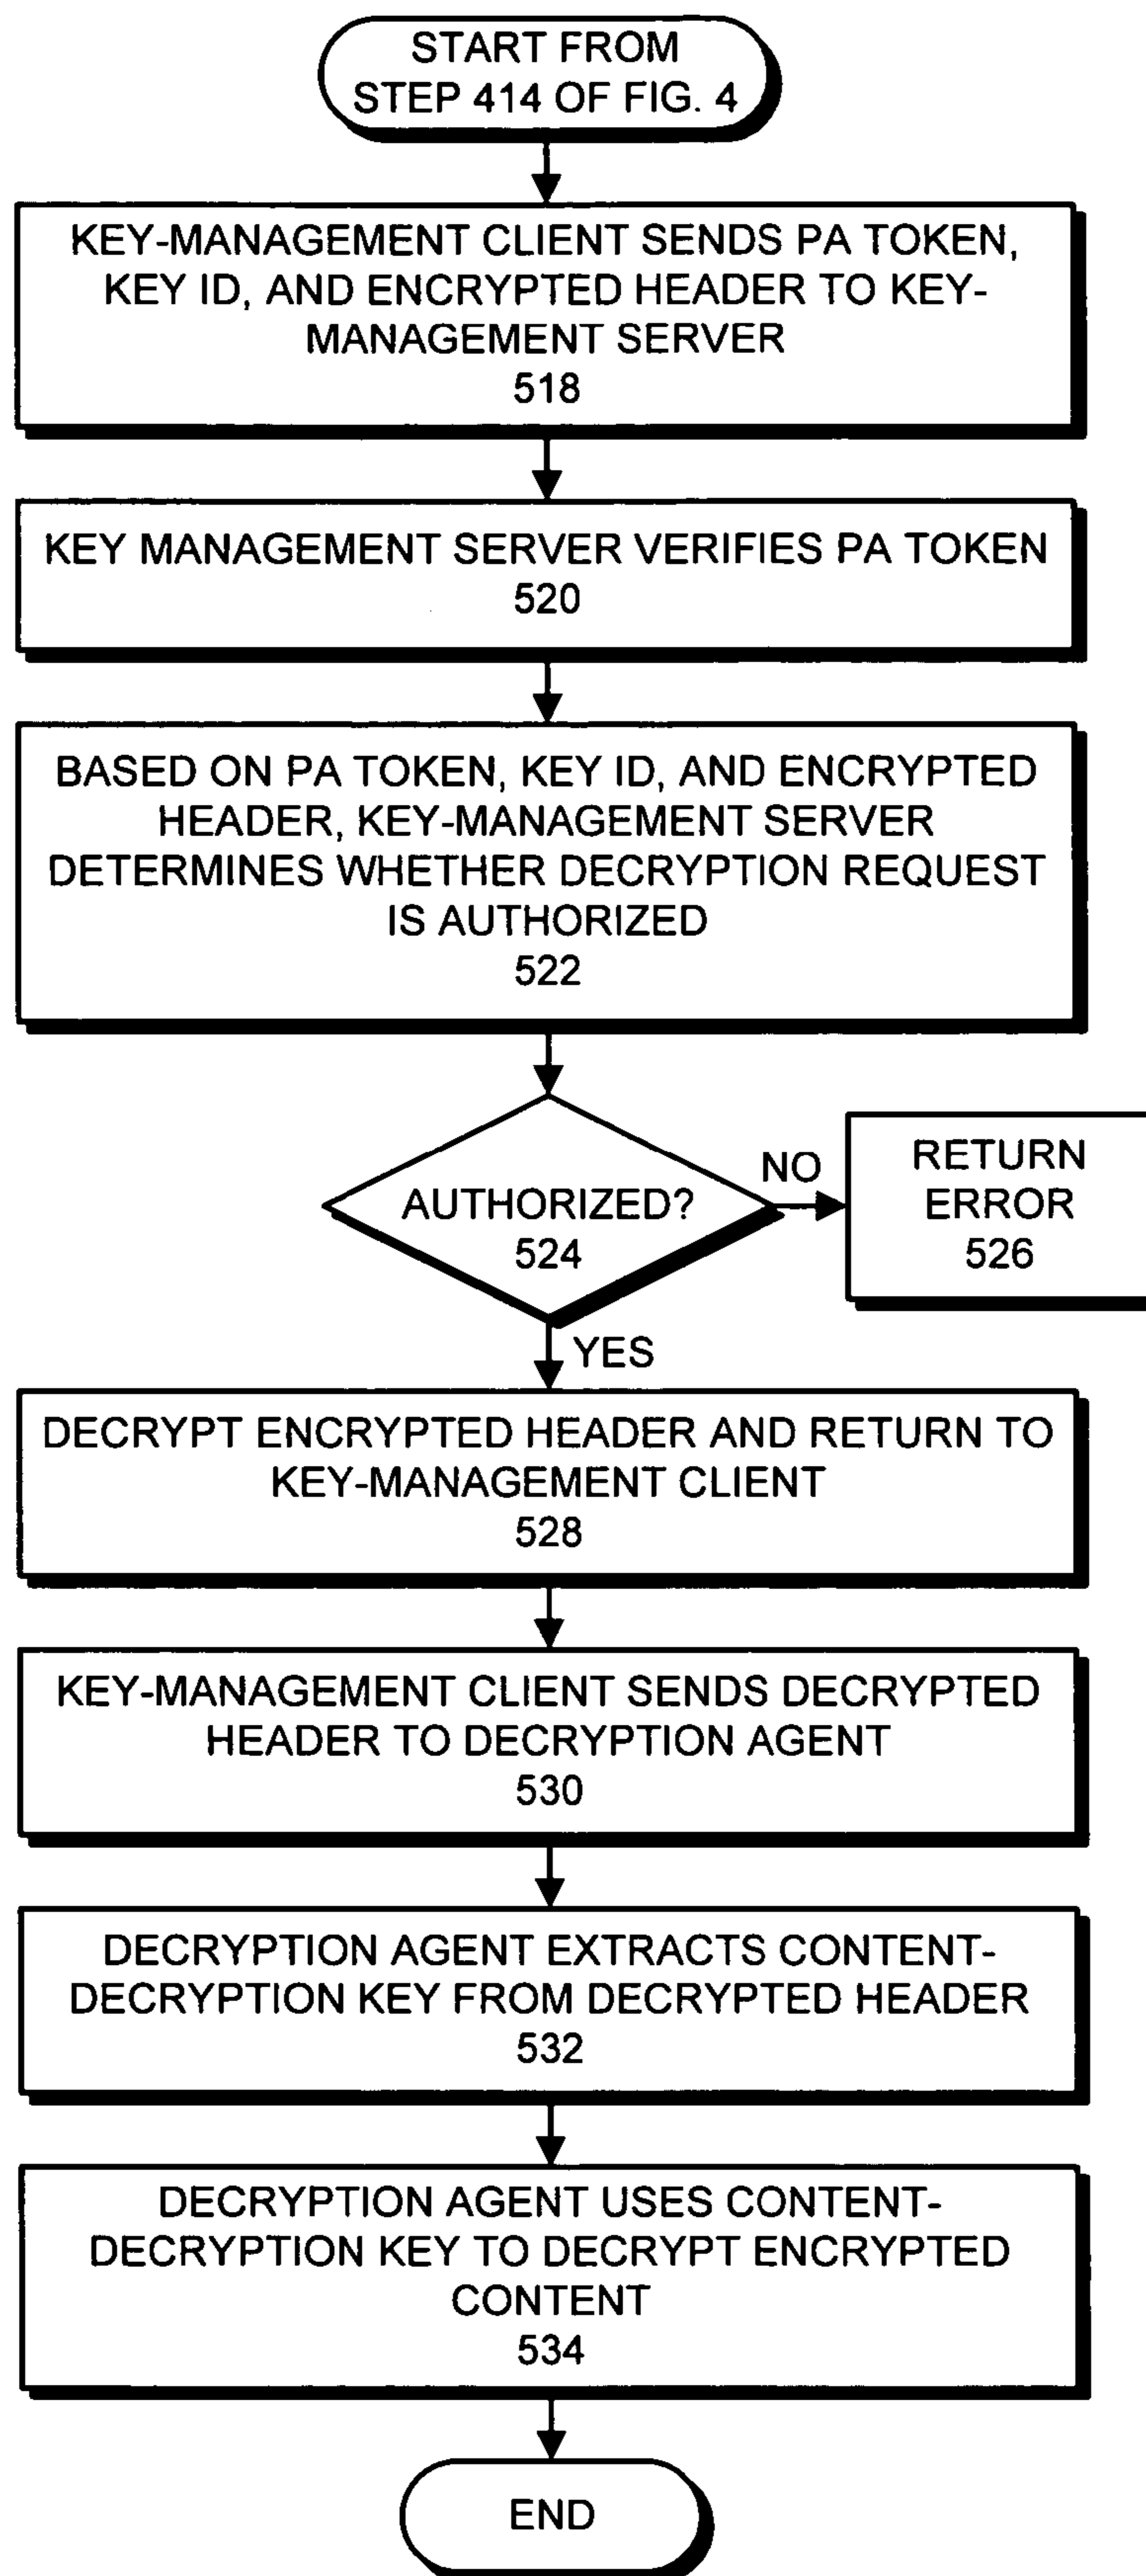 START FROM
STEP 414 OF FIG. 4
KEY-MANAGEMENT CLIENT SENDS PA TOKEN,
KEY ID, AND ENCRYPTED HEADER TO KEY-
MANAGEMENT SERVER
518
KEY MANAGEMENT SERVER VERIFIES PA TOKEN
520
BASED ON PA TOKEN, KEY ID, AND ENCRYPTED
HEADER, KEY-MANAGEMENT SERVER
DETERMINES WHETHER DECRYPTION REQUEST
IS AUTHORIZED
522
AUTHORIZED?
524
NO
RETURN
ERROR
526
YES
DECRYPT ENCRYPTED HEADER AND RETURN TO
KEY-MANAGEMENT CLIENT
528
KEY-MANAGEMENT CLIENT SENDS DECRYPTED
HEADER TO DECRYPTION AGENT
530
DECRYPTION AGENT EXTRACTS CONTENT-
DECRYPTION KEY FROM DECRYPTED HEADER
532
DECRYPTION AGENT USES CONTENT-
DECRYPTION KEY TO DECRYPT ENCRYPTED
CONTENT
534
END